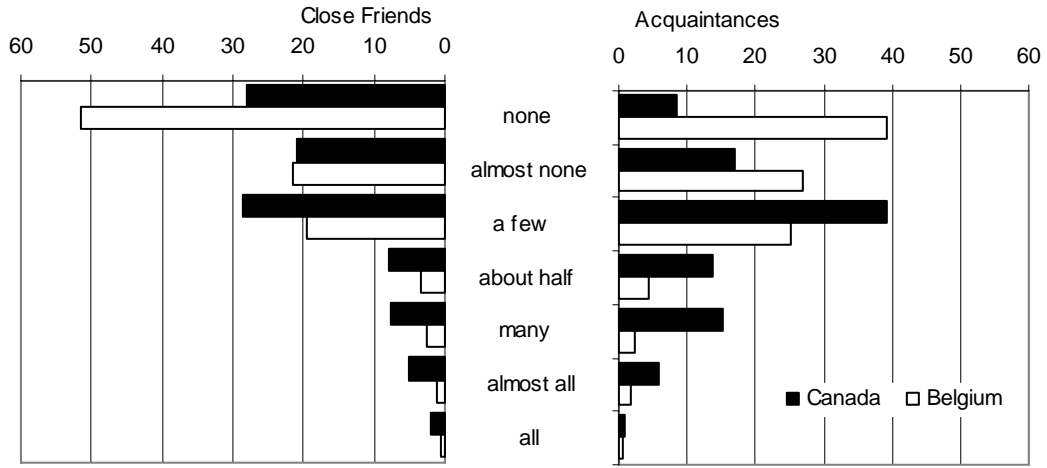 Close Friends
Acquaintances
60 50 40 30 20 10 0
0 10 20 30 40 50 60
none
almost none
a few
about half
many
almost all
all
Canada Belgium